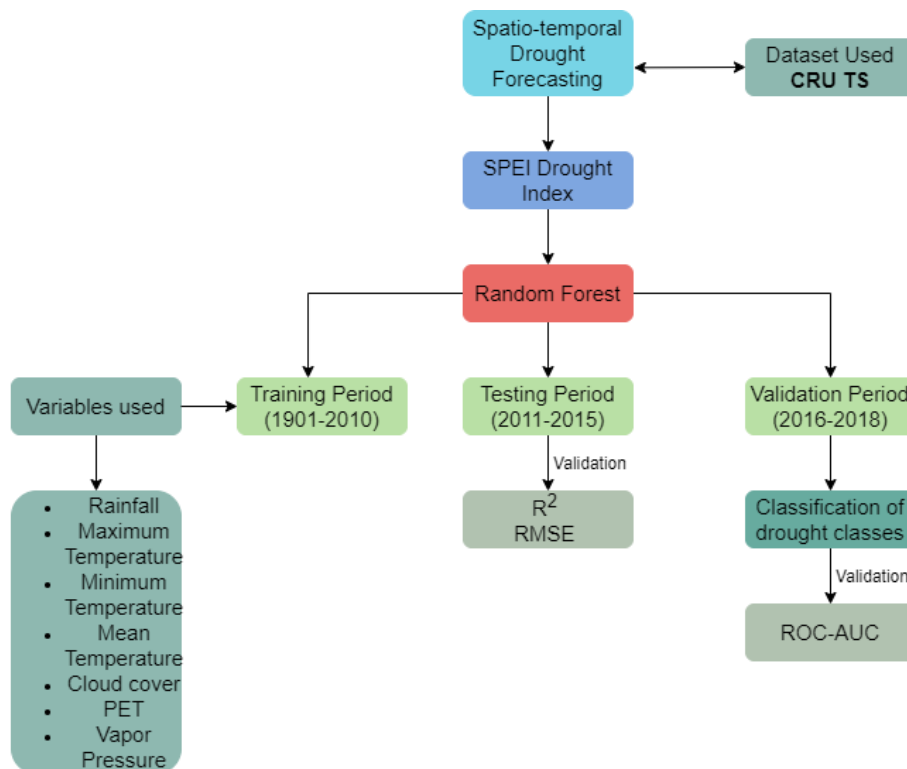 Spatio-temporal
Drought
Forecasting
Dataset Used
CRU TS
SPEI Drought
Index
Random Forest
Variables used
Training Period
(1901-2010)
Testing Period
(2011-2015)
Validation Period
(2016-2018)
Validation
R²
RMSE
Classification of
drought classes
Validation
ROC-AUC
• Rainfall
• Maximum
Temperature
• Minimum
Temperature
• Mean
Temperature
• Cloud cover
• PET
• Vapor
Pressure